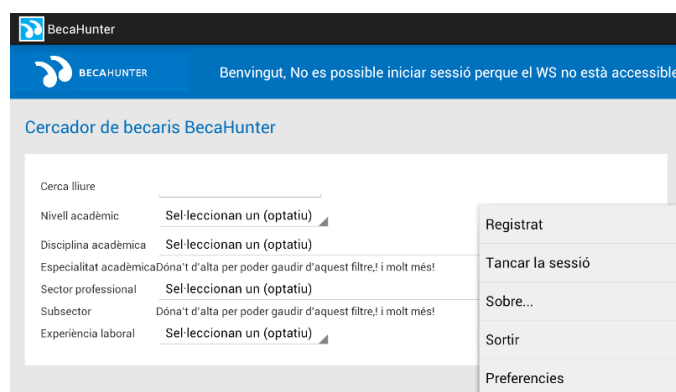 BecaHunter
BECAHUNTER
Benvingut, No es possible iniciar sessió perque el WS no està accessible
Cercador de becaris BecaHunter
Cerca lliure
Nivell acadèmic Sel·leccionan un (optatiu)
Disciplina acadèmica Sel·leccionan un (optatiu)
Especialitat acadèmica Dóna't d'alta per poder gaudir d'aquest filtre,! i molt més!
Sector professional Sel·leccionan un (optatiu)
Subsector Dóna't d'alta per poder gaudir d'aquest filtre,! i molt més!
Experiència laboral Sel·leccionan un (optatiu)
Registrat
Tancar la sessió
Sobre...
Sortir
Preferencies